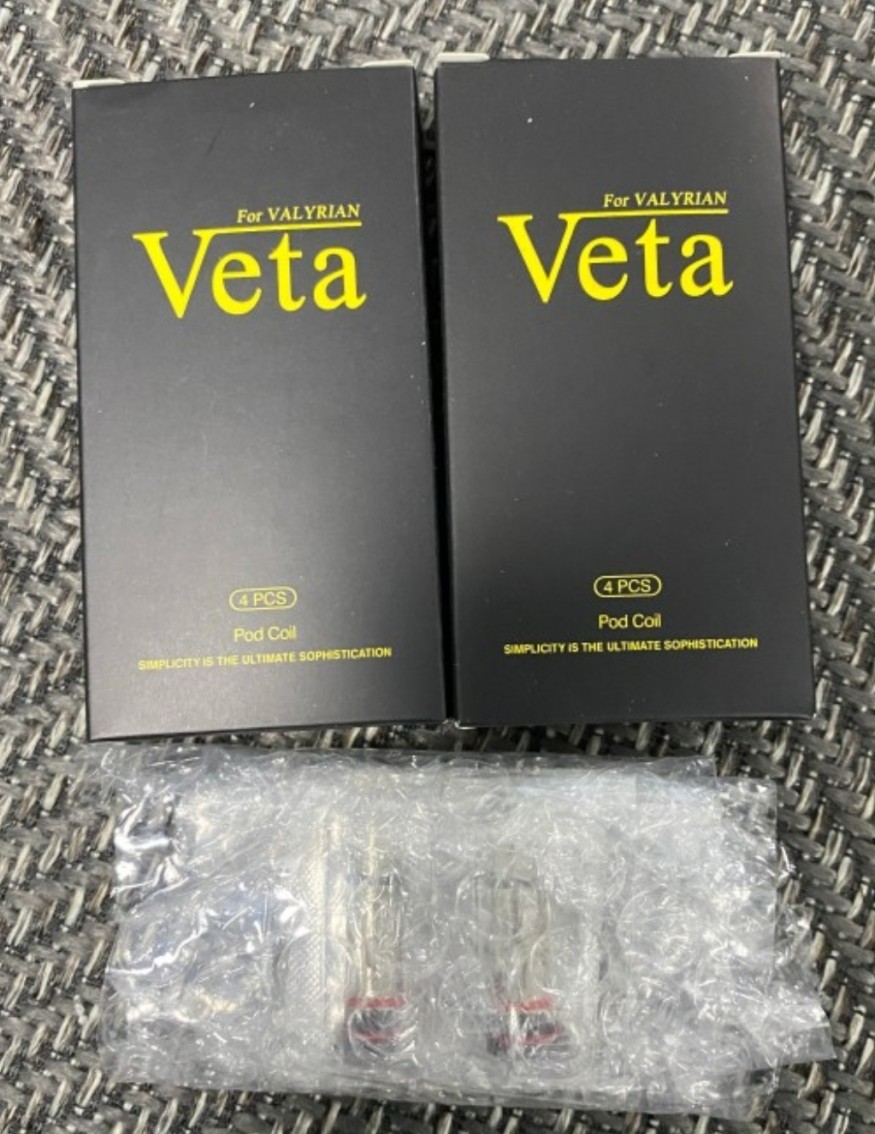 For VALYRIAN
Veta
4 PCS
Pod Coil
SIMPLICITY IS THE ULTIMATE SOPHISTICATION
For VALYRIAN
Veta
4 PCS
Pod Coil
SIMPLICITY IS THE ULTIMATE SOPHISTICATION